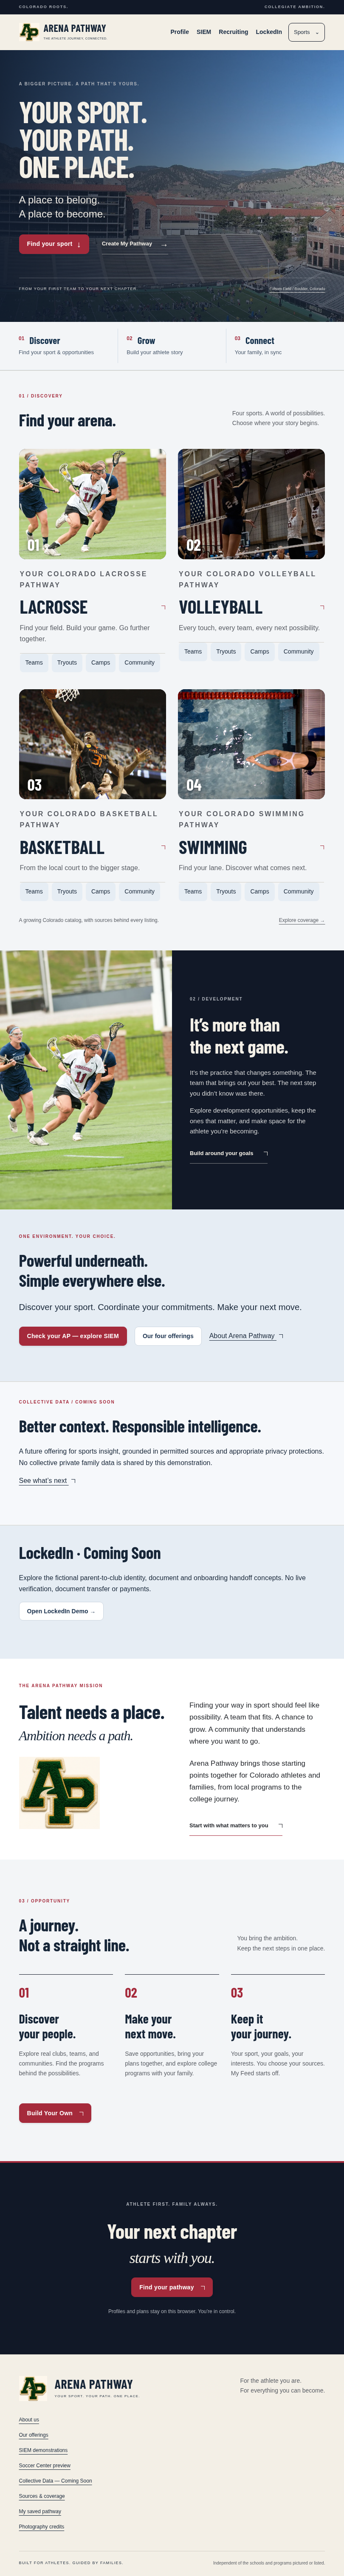 COLORADO ROOTS.
COLLEGIATE AMBITION.
AP
ARENA PATHWAY
THE ATHLETE JOURNEY, CONNECTED.
Profile
SIEM
Recruiting
LockedIn
Sports
A BIGGER PICTURE. A PATH THAT'S YOURS.
YOUR SPORT.
YOUR PATH.
ONE PLACE.
A place to belong.
A place to become.
Find your sport ↓
Create My Pathway →
FROM YOUR FIRST TEAM TO YOUR NEXT CHAPTER.
Folsom Field / Boulder, Colorado
01 Discover
Find your sport & opportunities
02 Grow
Build your athlete story
03 Connect
Your family, in sync
01 / DISCOVERY
Find your arena.
Four sports. A world of possibilities.
Choose where your story begins.
01
YOUR COLORADO LACROSSE
PATHWAY
LACROSSE
Find your field. Build your game. Go further
together.
Teams
Tryouts
Camps
Community
02
YOUR COLORADO VOLLEYBALL
PATHWAY
VOLLEYBALL
Every touch, every team, every next possibility.
Teams
Tryouts
Camps
Community
03
YOUR COLORADO BASKETBALL
PATHWAY
BASKETBALL
From the local court to the bigger stage.
Teams
Tryouts
Camps
Community
04
YOUR COLORADO SWIMMING
PATHWAY
SWIMMING
Find your lane. Discover what comes next.
Teams
Tryouts
Camps
Community
A growing Colorado catalog, with sources behind every listing.
Explore coverage →
02 / DEVELOPMENT
It's more than
the next game.
It's the practice that changes something. The
team that brings out your best. The next step
you didn't know was there.
Explore development opportunities, keep the
ones that matter, and make space for the
athlete you're becoming.
Build around your goals
ONE ENVIRONMENT. YOUR CHOICE.
Powerful underneath.
Simple everywhere else.
Discover your sport. Coordinate your commitments. Make your next move.
Check your AP — explore SIEM
Our four offerings
About Arena Pathway
COLLECTIVE DATA / COMING SOON
Better context. Responsible intelligence.
A future offering for sports insight, grounded in permitted sources and appropriate privacy protections.
No collective private family data is shared by this demonstration.
See what's next
LockedIn · Coming Soon
Explore the fictional parent-to-club identity, document and onboarding handoff concepts. No live
verification, document transfer or payments.
Open LockedIn Demo →
THE ARENA PATHWAY MISSION
Talent needs a place.
Ambition needs a path.
AP
Finding your way in sport should feel like
possibility. A team that fits. A chance to
grow. A community that understands
where you want to go.
Arena Pathway brings those starting
points together for Colorado athletes and
families, from local programs to the
college journey.
Start with what matters to you
03 / OPPORTUNITY
A journey.
Not a straight line.
You bring the ambition.
Keep the next steps in one place.
01
Discover
your people.
Explore real clubs, teams, and
communities. Find the programs
behind the possibilities.
02
Make your
next move.
Save opportunities, bring your
plans together, and explore college
programs with your family.
03
Keep it
your journey.
Your sport, your goals, your
interests. You choose your sources.
My Feed starts off.
Build Your Own
ATHLETE FIRST. FAMILY ALWAYS.
Your next chapter
starts with you.
Find your pathway
Profiles and plans stay on this browser. You're in control.
AP
ARENA PATHWAY
YOUR SPORT. YOUR PATH. ONE PLACE.
For the athlete you are.
For everything you can become.
About us
Our offerings
SIEM demonstrations
Soccer Center preview
Collective Data — Coming Soon
Sources & coverage
My saved pathway
Photography credits
BUILT FOR ATHLETES. GUIDED BY FAMILIES.
Independent of the schools and programs pictured or listed.